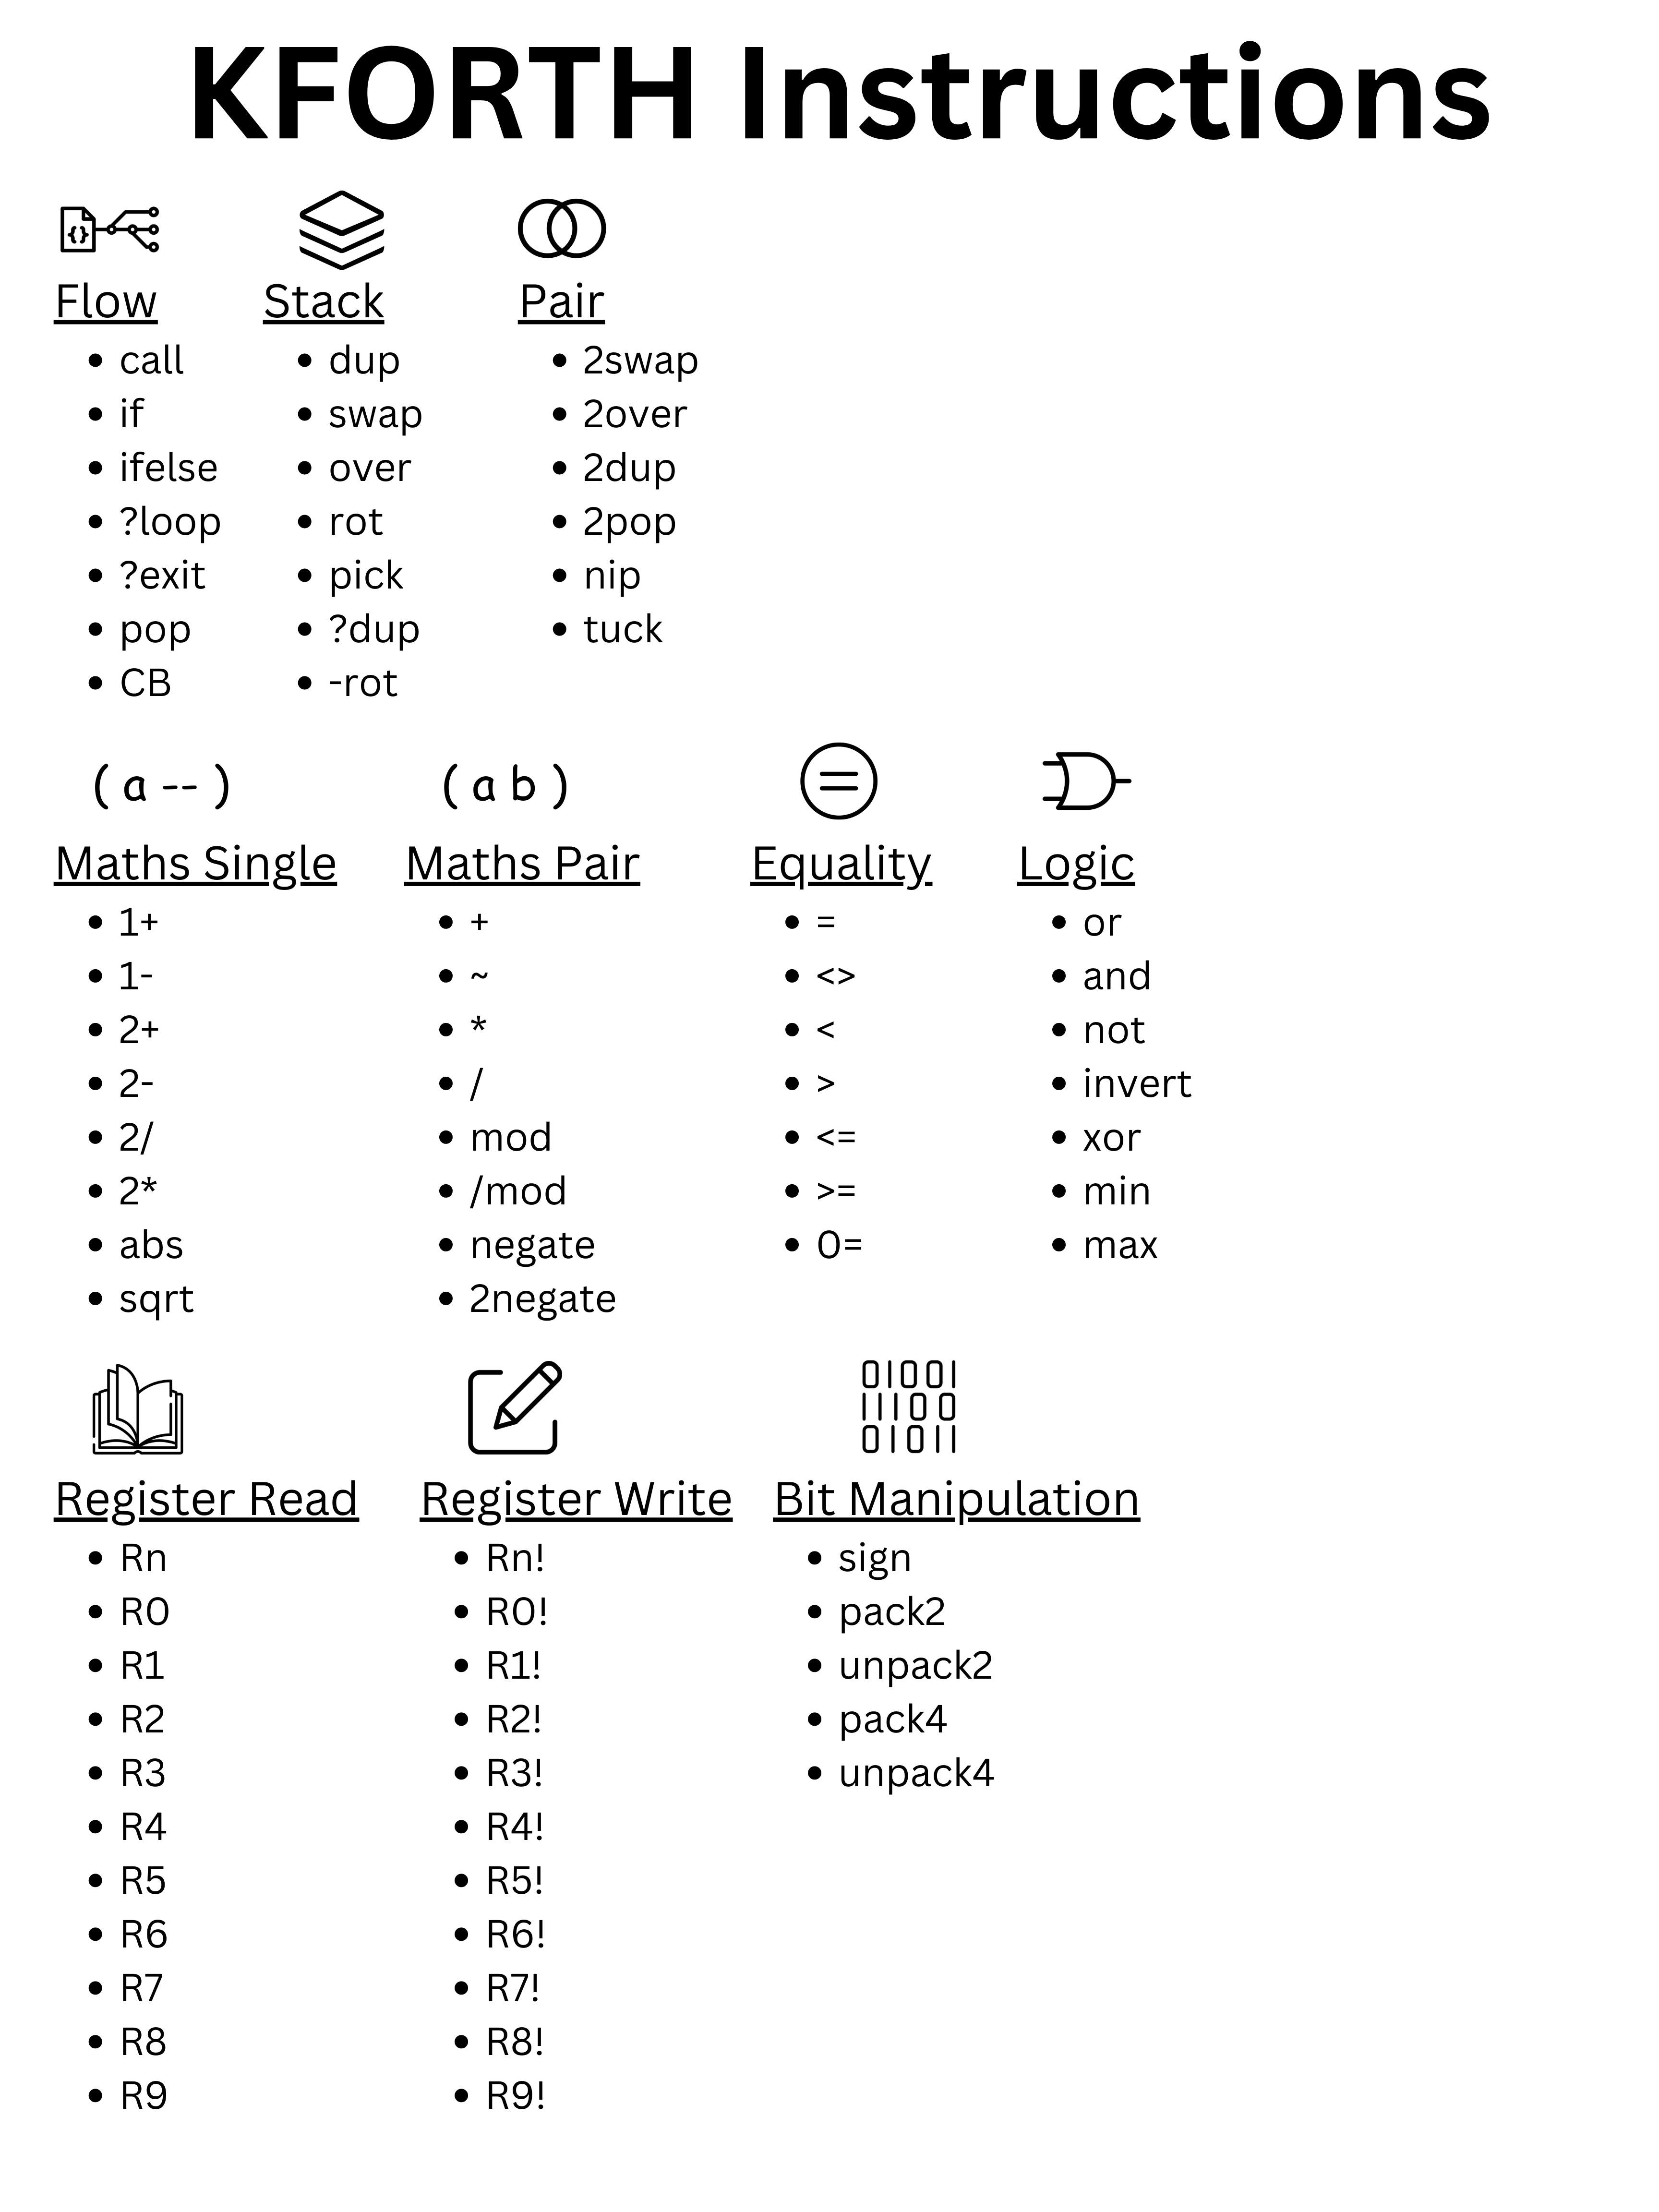 KFORTH Instructions
Flow
call
if
ifelse
?loop
?exit
pop
CB
Stack
dup
swap
over
rot
pick
?dup
-rot
Pair
2swap
2over
2dup
2pop
nip
tuck
( a -- )
Maths Single
1+
1-
2+
2-
2/
2*
abs
sqrt
( a b )
Maths Pair
+
~
*
/
mod
/mod
negate
2negate
=
Equality
=
<>
<
>
<=
>=
0=
Logic
or
and
not
invert
xor
min
max
Register Read
Rn
R0
R1
R2
R3
R4
R5
R6
R7
R8
R9
Register Write
Rn!
R0!
R1!
R2!
R3!
R4!
R5!
R6!
R7!
R8!
R9!
01001
11100
01011
Bit Manipulation
sign
pack2
unpack2
pack4
unpack4